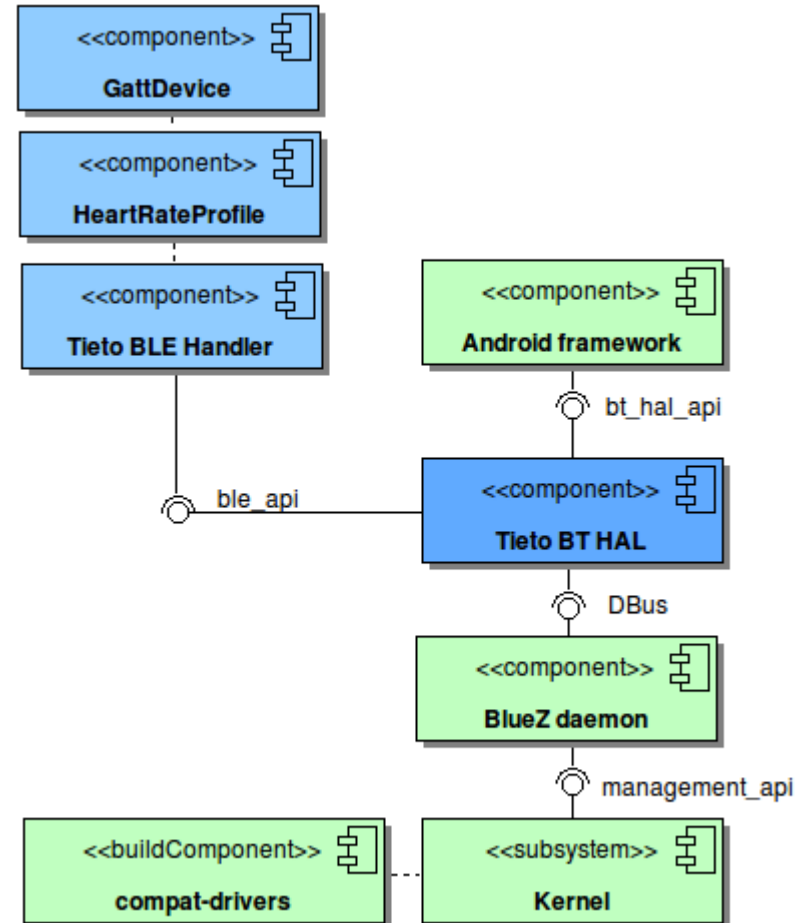 <<component>>
GattDevice
<<component>>
HeartRateProfile
<<component>>
Tieto BLE Handler
<<component>>
Android framework
bt_hal_api
ble_api
<<component>>
Tieto BT HAL
DBus
<<component>>
BlueZ daemon
management_api
<<buildComponent>>
compat-drivers
<<subsystem>>
Kernel